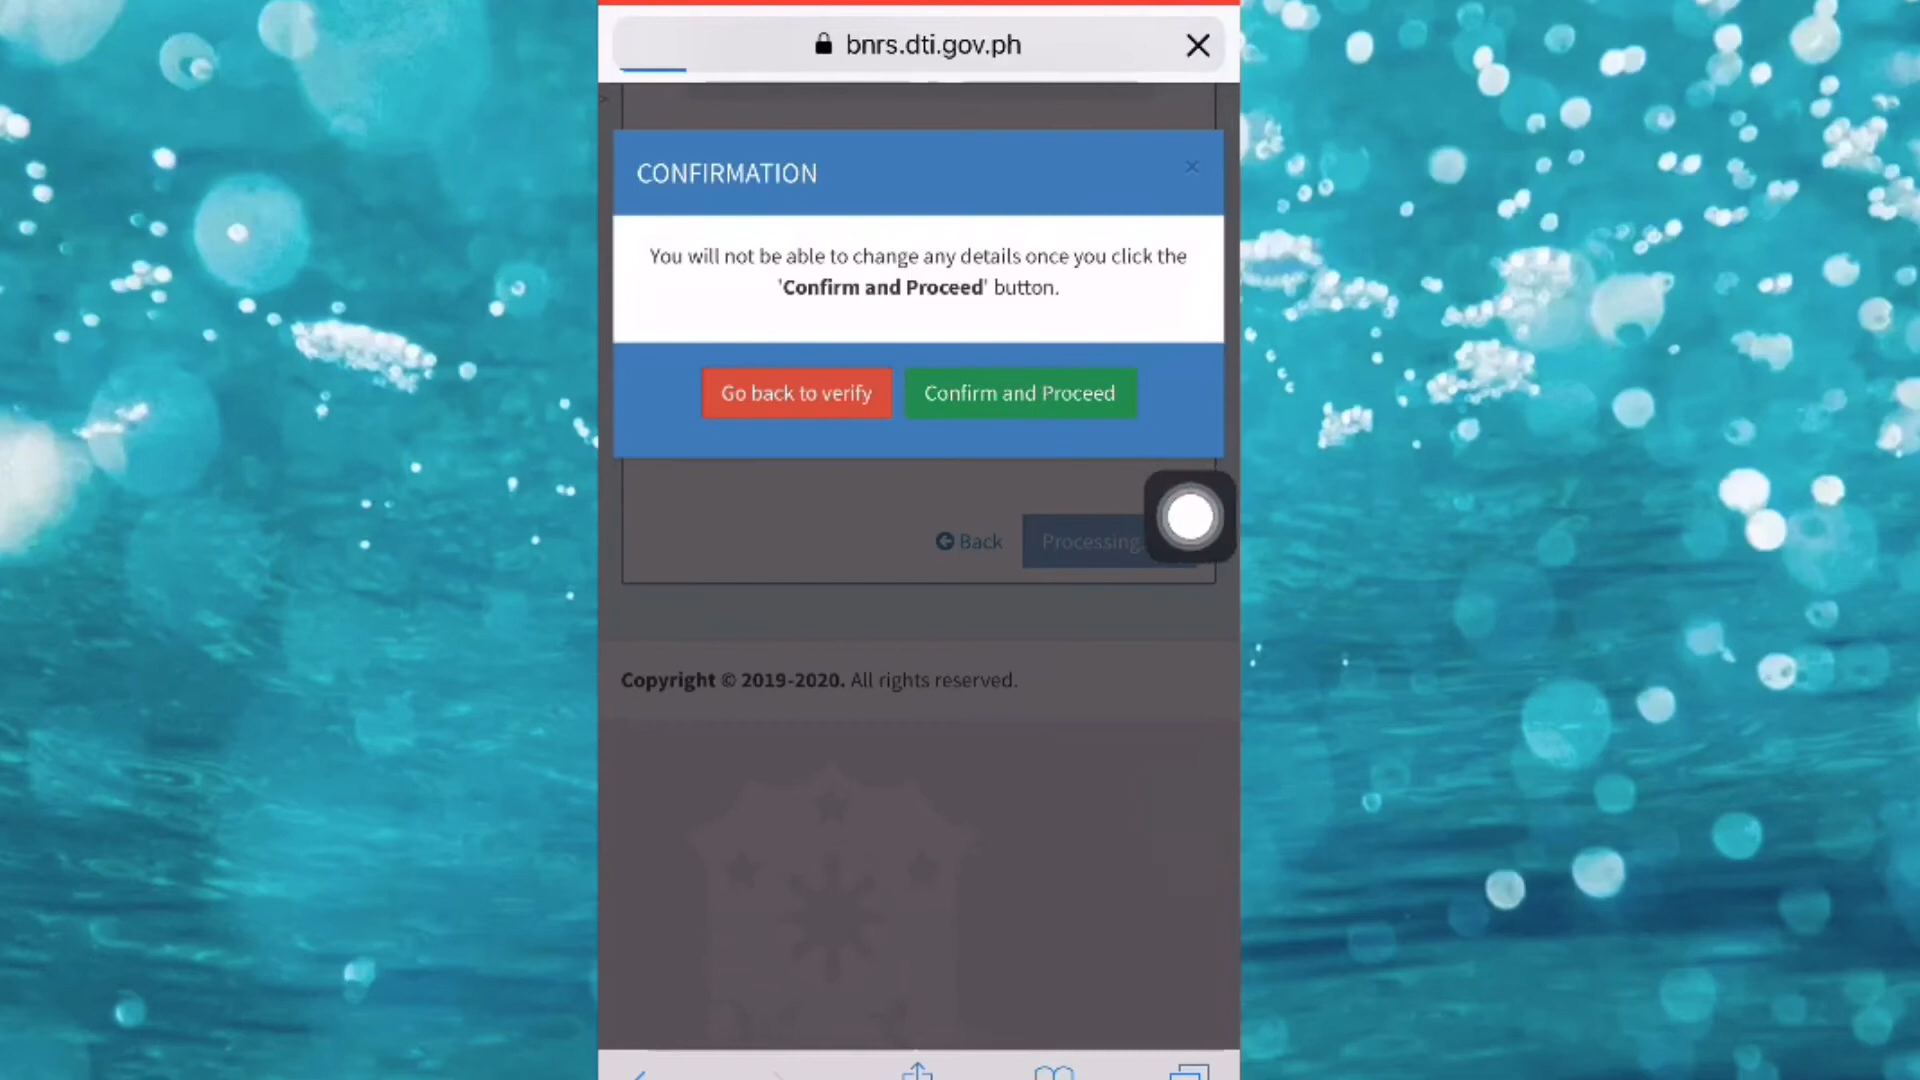 bnrs.dti.gov.ph
CONFIRMATION
You will not be able to change any details once you click the
'Confirm and Proceed' button.
Go back to verify Confirm and Proceed
Back Processing
Copyright © 2019-2020. All rights reserved.